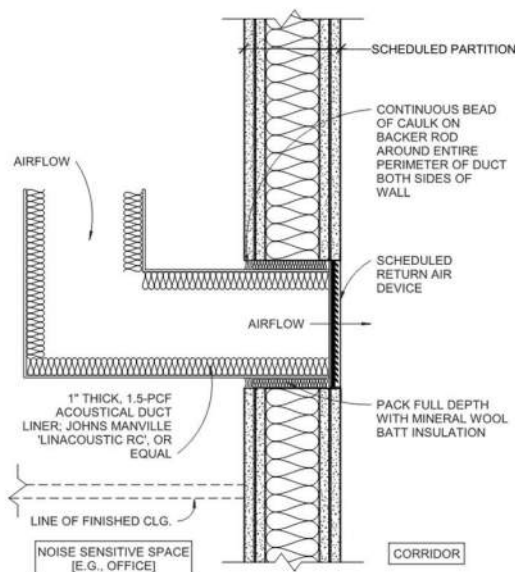 SCHEDULED PARTITION
CONTINUOUS BEAD
OF CAULK ON
BACKER ROD
AROUND ENTIRE
PERIMETER OF DUCT
BOTH SIDES OF
WALL
AIRFLOW
SCHEDULED
RETURN AIR
DEVICE
AIRFLOW
1" THICK, 1.5-PCF
ACOUSTICAL DUCT
LINER; JOHNS MANVILLE
'LINACOUSTIC RC', OR
EQUAL
PACK FULL DEPTH
WITH MINERAL WOOL
BATT INSULATION
LINE OF FINISHED CLG.
NOISE SENSITIVE SPACE
[E.G., OFFICE]
CORRIDOR